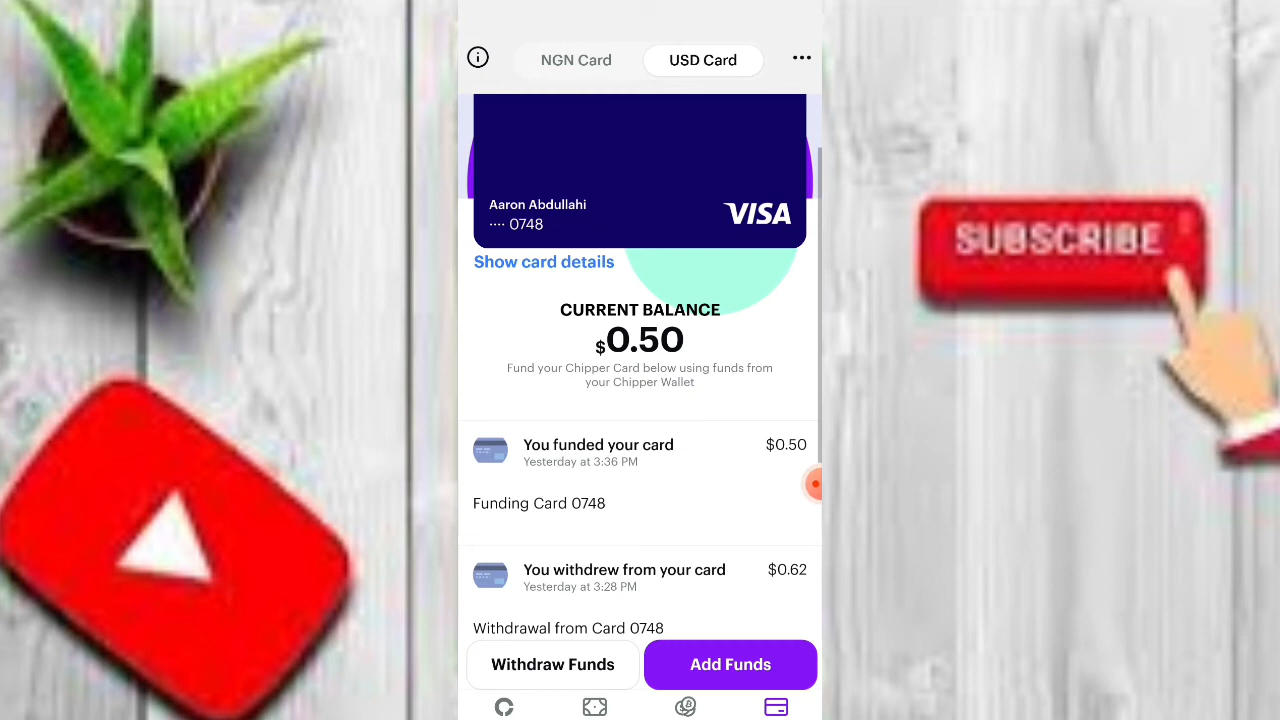 NGN Card
USD Card
Aaron Abdullahi
···· 0748
VISA
Show card details
CURRENT BALANCE
$0.50
Fund your Chipper Card below using funds from
your Chipper Wallet
You funded your card
$0.50
Yesterday at 3:36 PM
Funding Card 0748
You withdrew from your card
$0.62
Yesterday at 3:28 PM
Withdrawal from Card 0748
Withdraw Funds
Add Funds
SUBSCRIBE